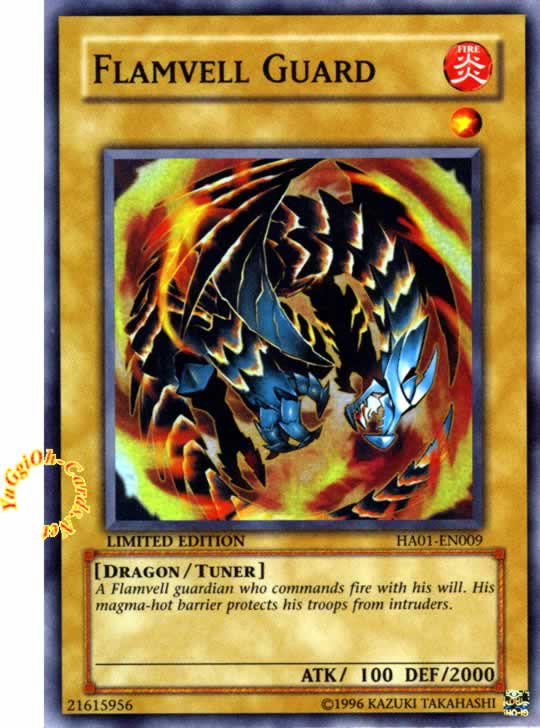 FLAMVELL GUARD
FIRE
炎
LIMITED EDITION HA01-EN009
[DRAGON/TUNER]
A Flamvell guardian who commands fire with his will. His
magma-hot barrier protects his troops from intruders.
ATK/ 100 DEF/2000
21615956 ©1996 KAZUKI TAKAHASHI
YuGgiOh-Cards.Net